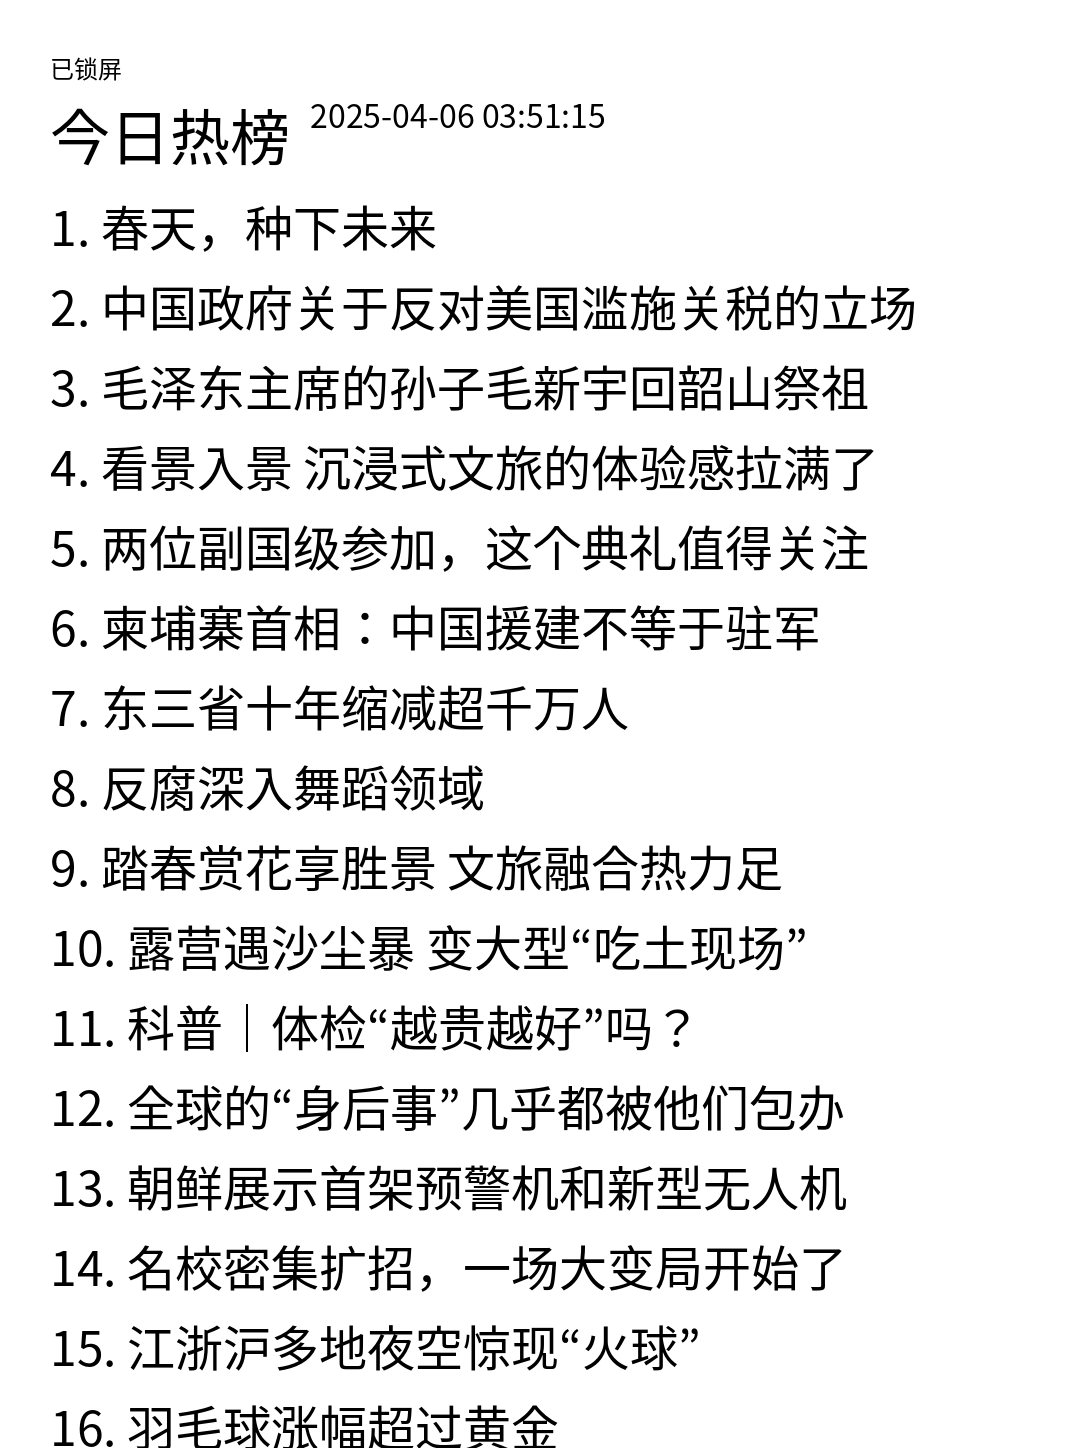 已锁屏
今日热榜 2025-04-06 03:51:15
1. 春天，种下未来
2. 中国政府关于反对美国滥施关税的立场
3. 毛泽东主席的孙子毛新宇回韶山祭祖
4. 看景入景 沉浸式文旅的体验感拉满了
5. 两位副国级参加，这个典礼值得关注
6. 柬埔寨首相：中国援建不等于驻军
7. 东三省十年缩减超千万人
8. 反腐深入舞蹈领域
9. 踏春赏花享胜景 文旅融合热力足
10. 露营遇沙尘暴 变大型“吃土现场”
11. 科普｜体检“越贵越好”吗？
12. 全球的“身后事”几乎都被他们包办
13. 朝鲜展示首架预警机和新型无人机
14. 名校密集扩招，一场大变局开始了
15. 江浙沪多地夜空惊现“火球”
16. 羽毛球涨幅超过黄金